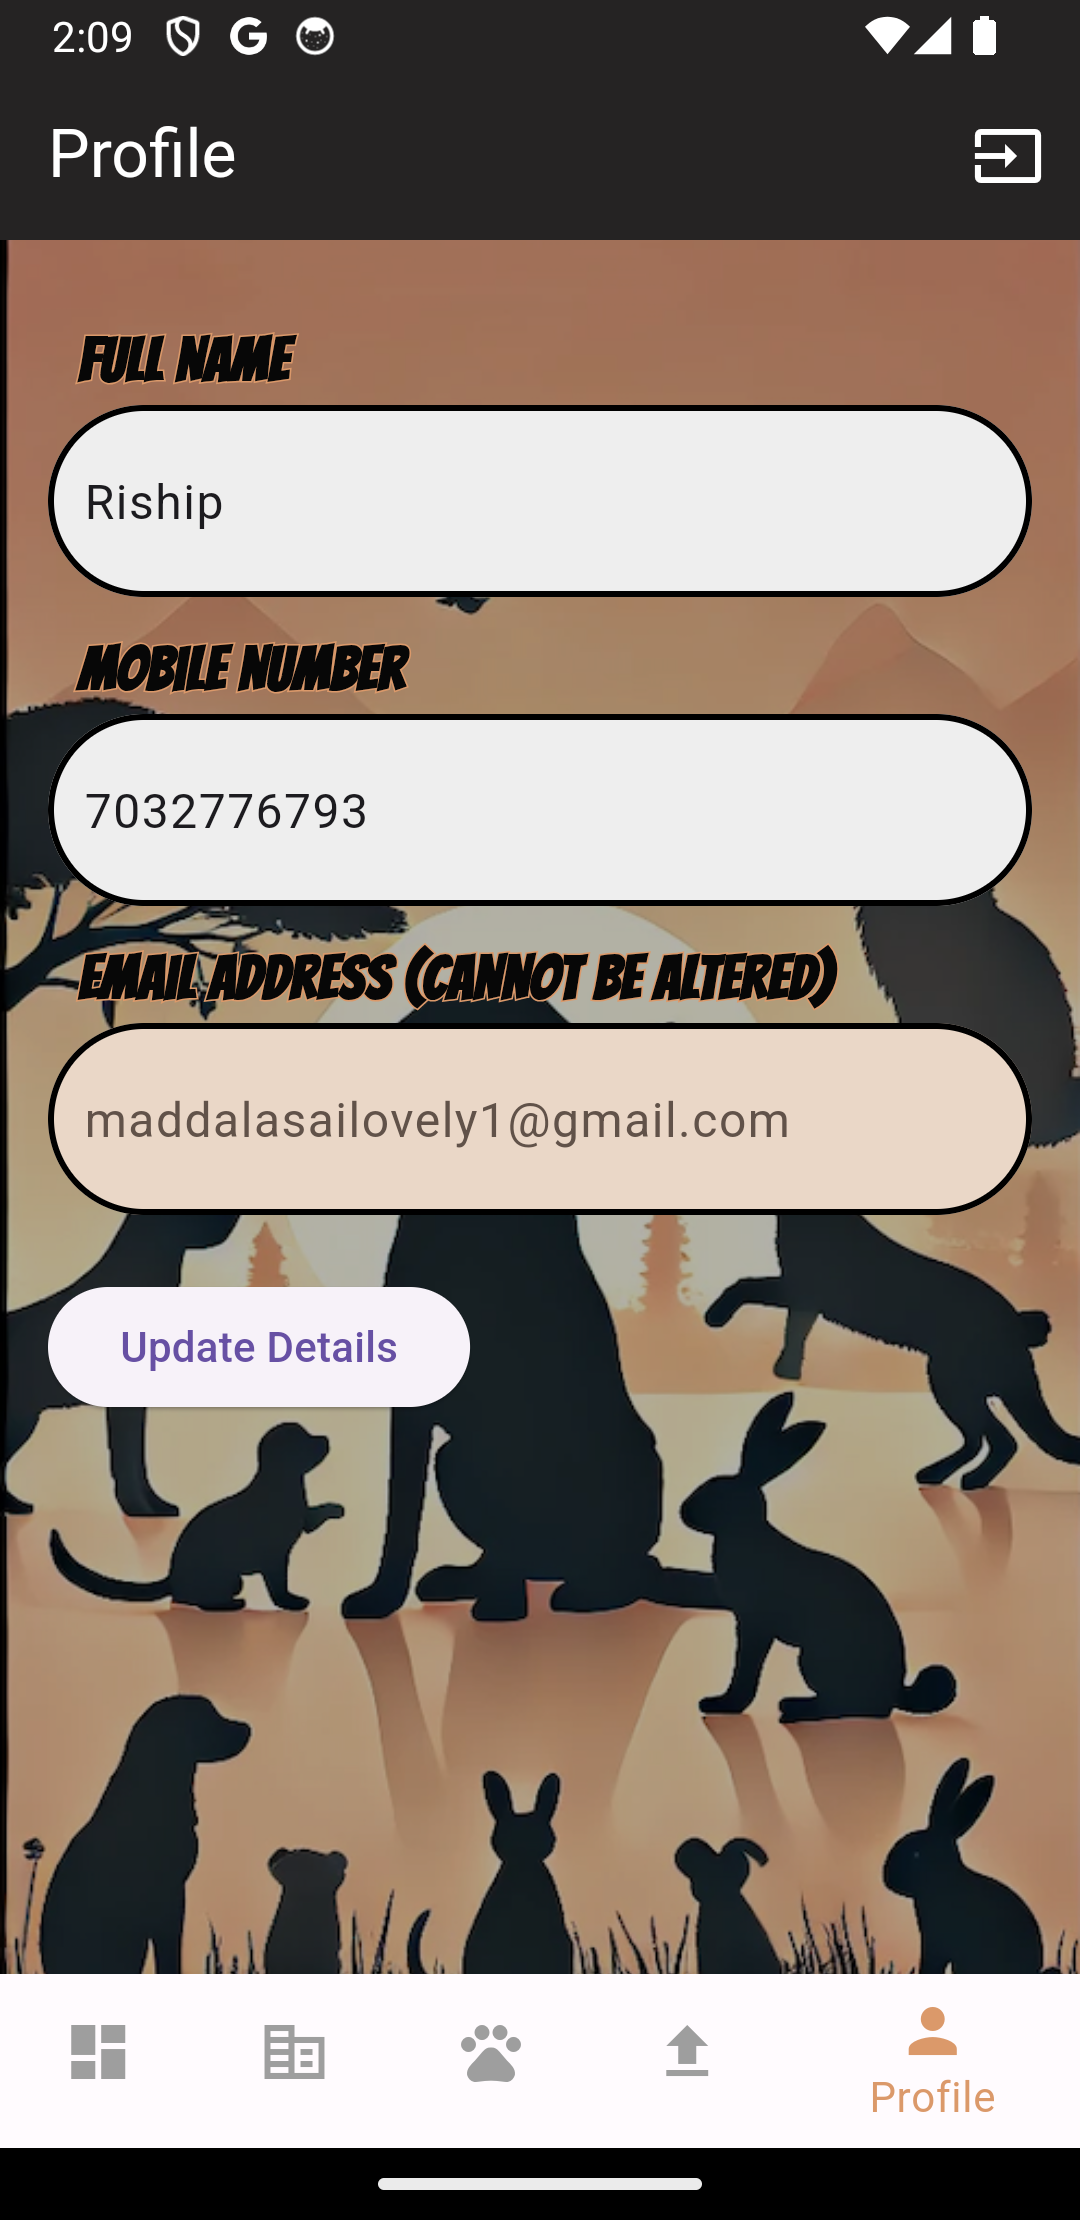 2:09
Profile
FULL NAME
Riship
MOBILE NUMBER
7032776793
EMAIL ADDRESS (CANNOT BE ALTERED)
maddalasailovely1@gmail.com
Update Details
Profile